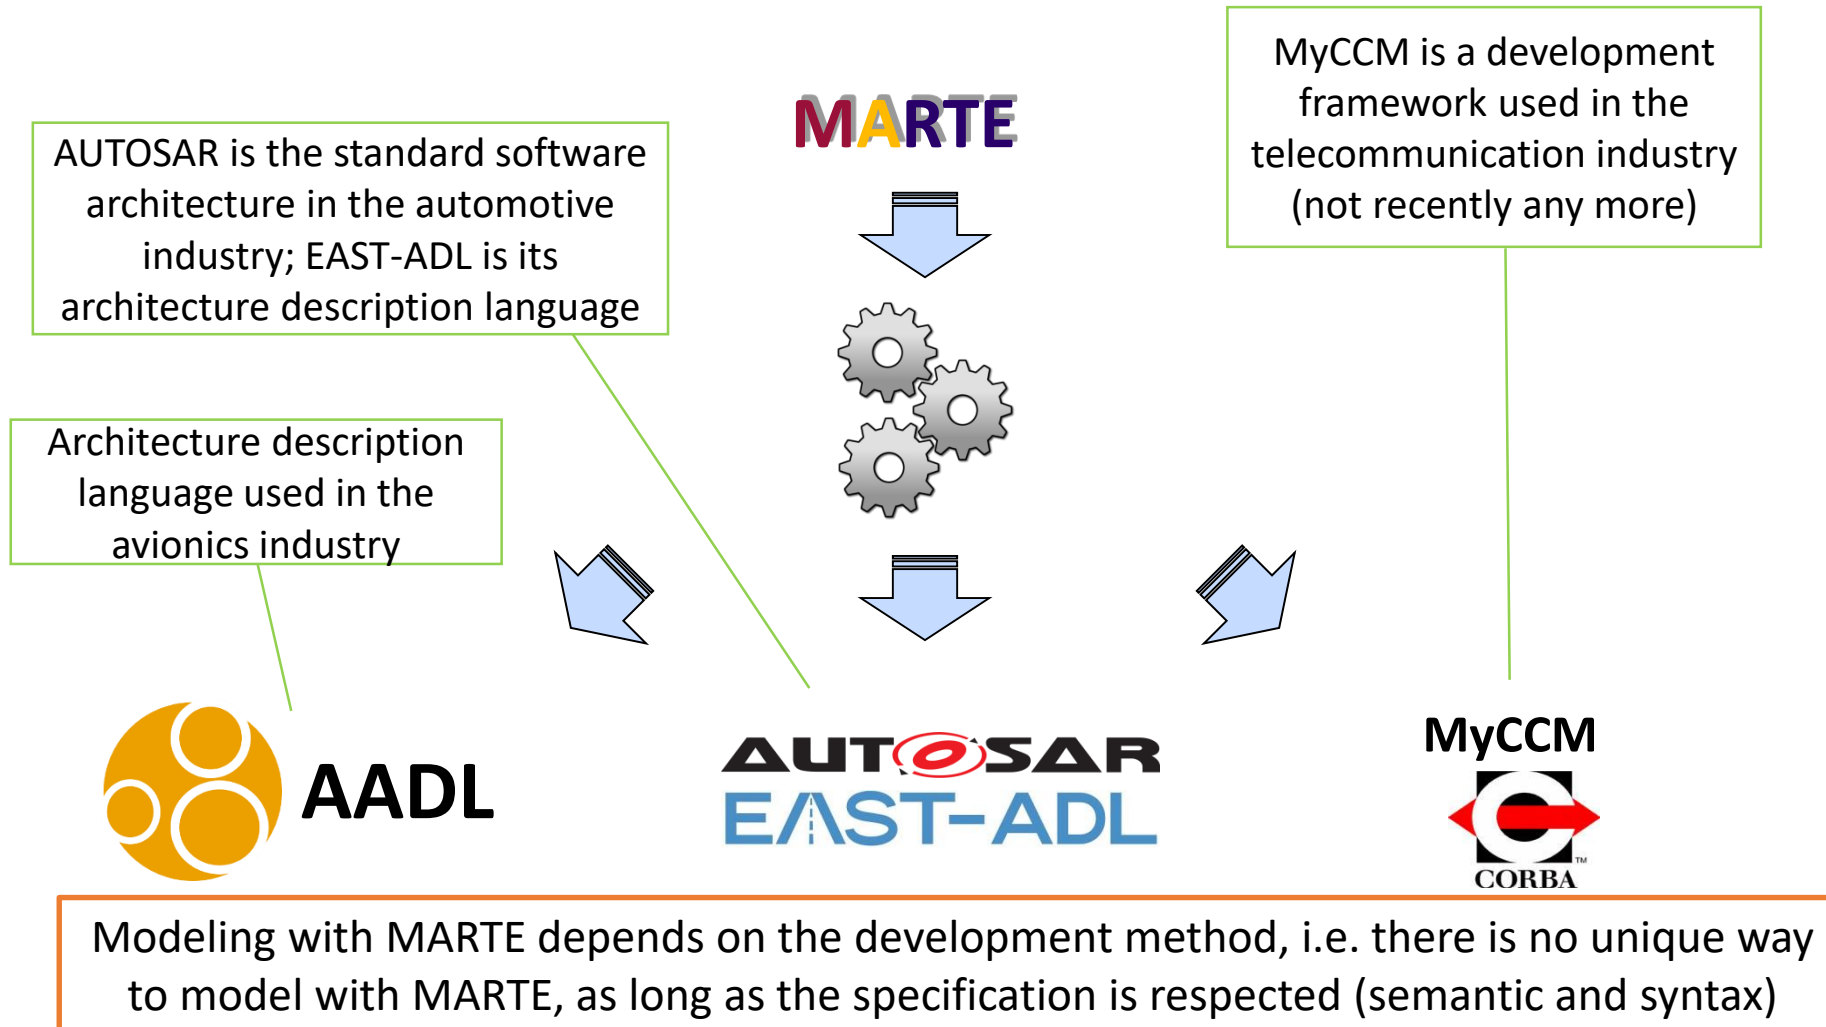 MARTE
MyCCM is a development
framework used in the
telecommunication industry
(not recently any more)
AUTOSAR is the standard software
architecture in the automotive
industry; EAST-ADL is its
architecture description language
Architecture description
language used in the
avionics industry
AADL
AUTOSAR
EAST-ADL
MyCCM
CORBA
TM
Modeling with MARTE depends on the development method, i.e. there is no unique way
to model with MARTE, as long as the specification is respected (semantic and syntax)